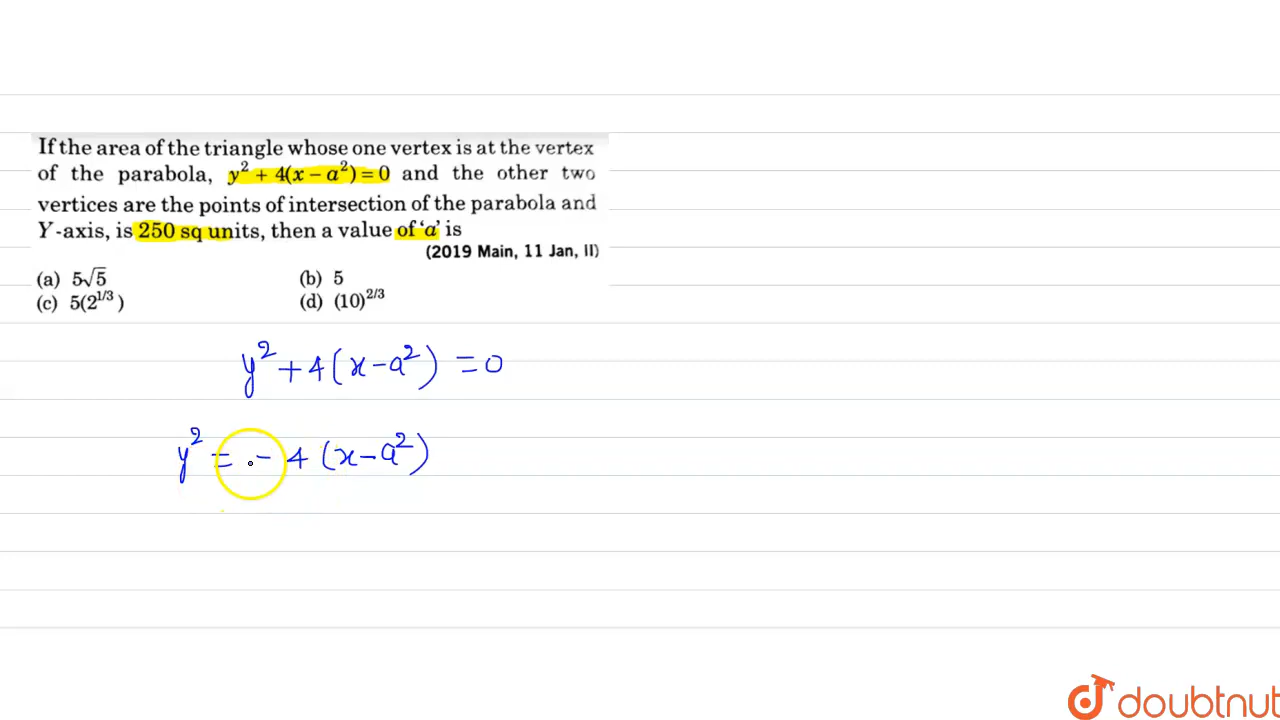 If the area of the triangle whose one vertex is at the vertex
of the parabola, y² + 4(x – a²) = 0 and the other two
vertices are the points of intersection of the parabola and
Y-axis, is 250 sq units, then a value of ‘a’ is
(2019 Main, 11 Jan, II)
(a) 5√5 (b) 5
(c) 5(2^{1/3}) (d) (10)^{2/3}
y² + 4(x – a²) = 0
y² = – 4(x – a²)
doubtnut